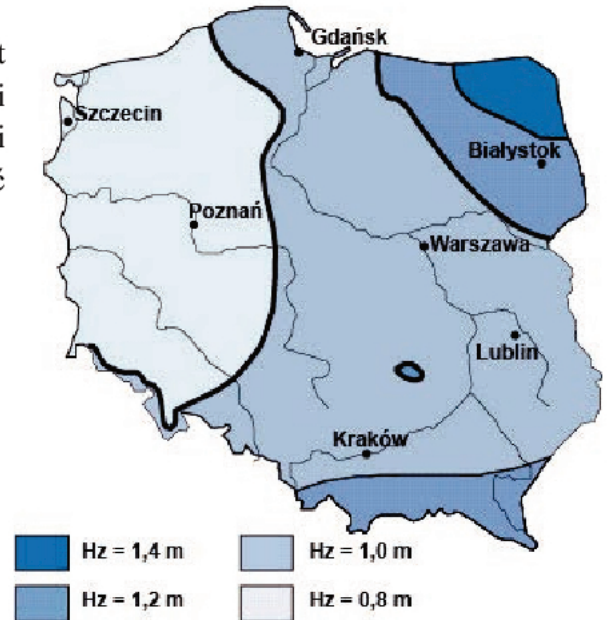 t
i
i
ć
Gdańsk
Szczecin
Białystok
Poznań
Warszawa
Lublin
Kraków
Hz = 1,4 m
Hz = 1,0 m
Hz = 1,2 m
Hz = 0,8 m